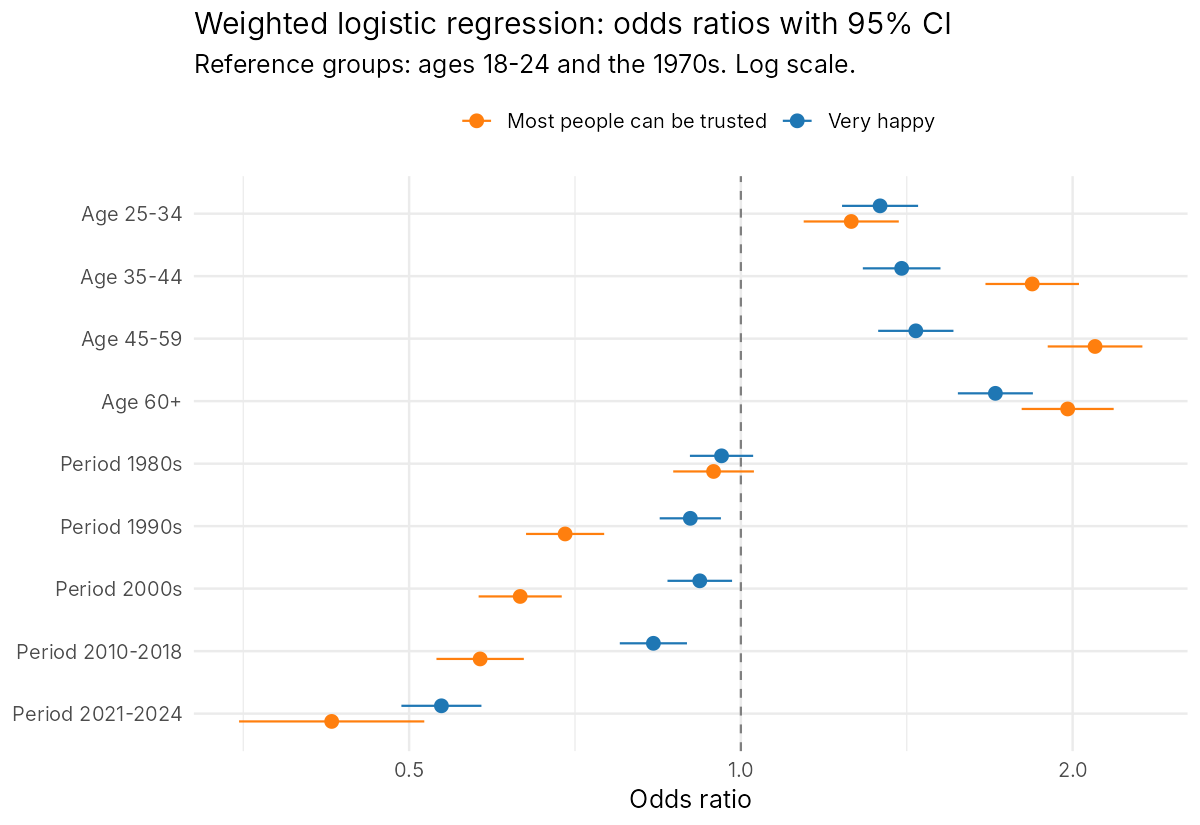 Weighted logistic regression: odds ratios with 95% CI
Reference groups: ages 18-24 and the 1970s. Log scale.
Most people can be trusted
Very happy
Age 25-34
Age 35-44
Age 45-59
Age 60+
Period 1980s
Period 1990s
Period 2000s
Period 2010-2018
Period 2021-2024
0.5
1.0
2.0
Odds ratio